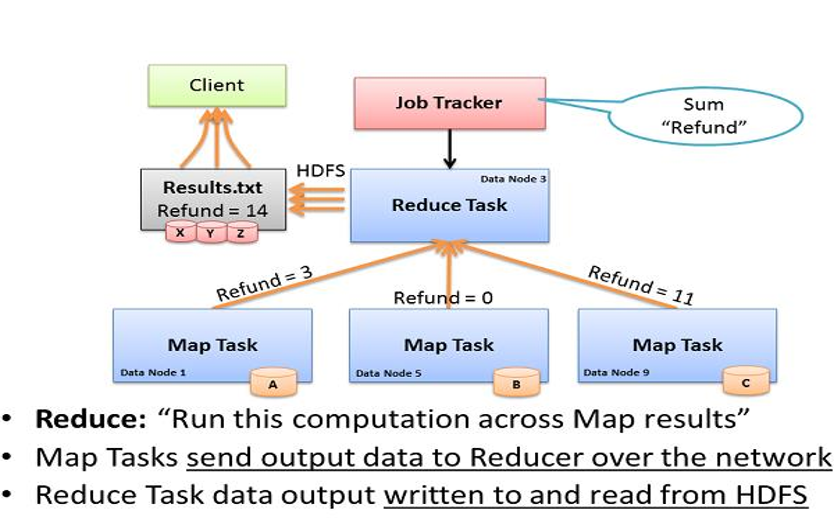 Client
Job Tracker
Sum
"Refund"
HDFS
Results.txt
Refund = 14
X Y Z
Data Node 3
Reduce Task
Refund = 3
Refund = 0
Refund = 11
Map Task
Data Node 1
A
Map Task
Data Node 5
B
Map Task
Data Node 9
C
• Reduce: “Run this computation across Map results”
• Map Tasks send output data to Reducer over the network
• Reduce Task data output written to and read from HDFS